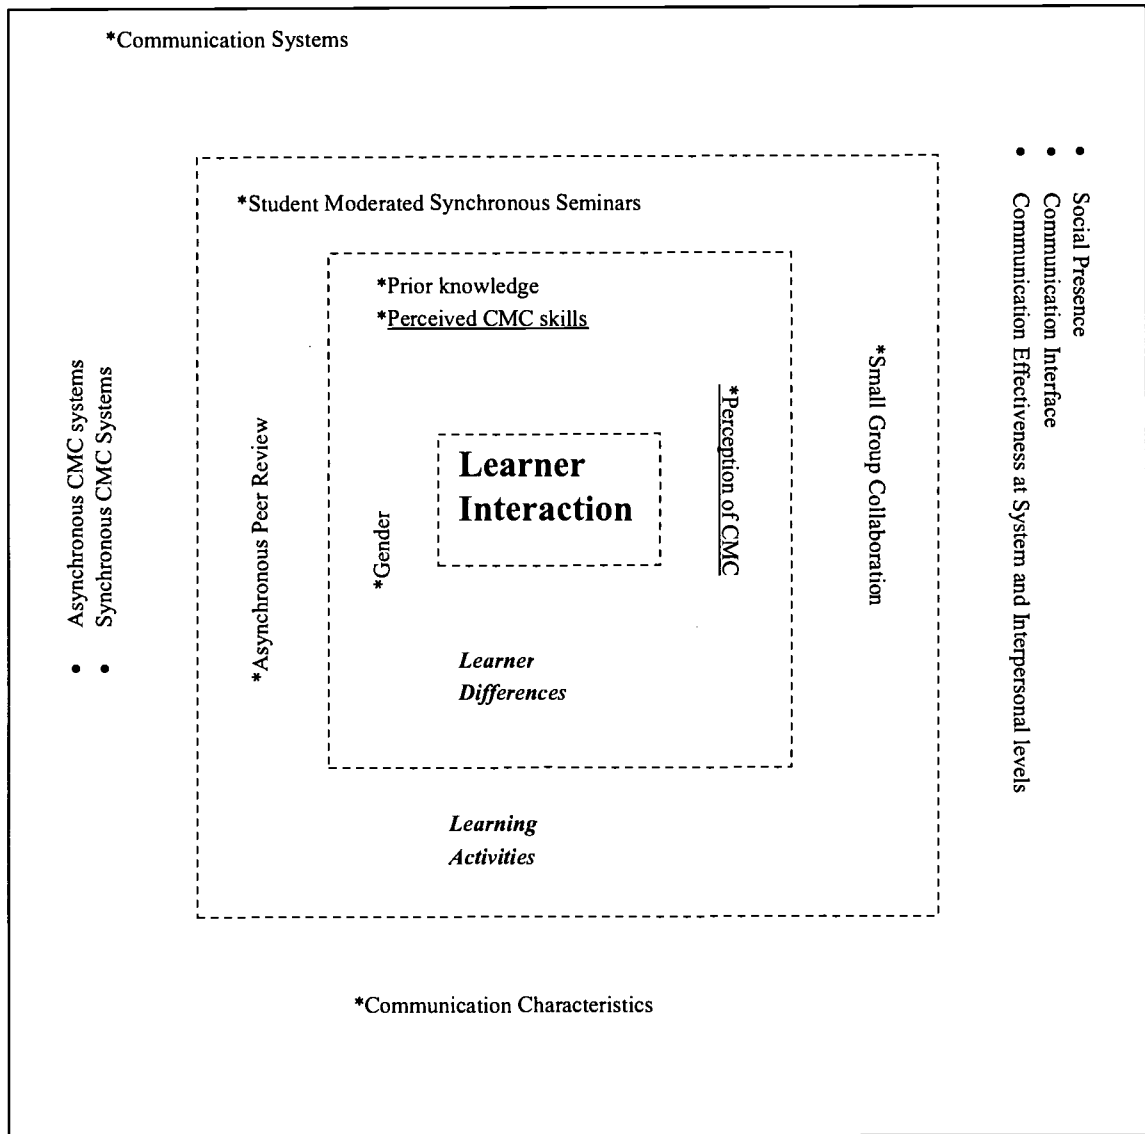 *Communication Systems
*Student Moderated Synchronous Seminars
*Prior knowledge
*Perceived CMC skills
Learner
Interaction
*Gender
*Perception of CMC
Learner
Differences
*Asynchronous Peer Review
*Small Group Collaboration
Learning
Activities
• Asynchronous CMC systems
• Synchronous CMC Systems
• Social Presence
• Communication Interface
• Communication Effectiveness at System and Interpersonal levels
*Communication Characteristics